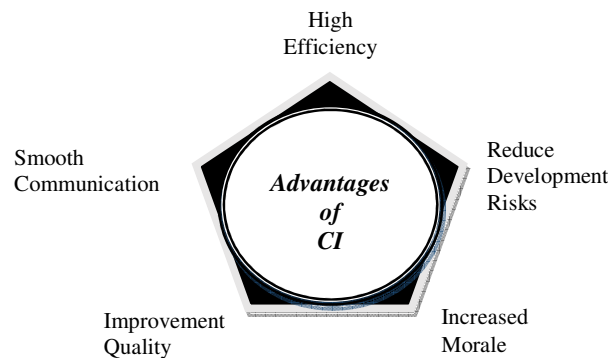 High
Efficiency
Smooth
Communication
Reduce
Development
Risks
Advantages
of
CI
Improvement
Quality
Increased
Morale